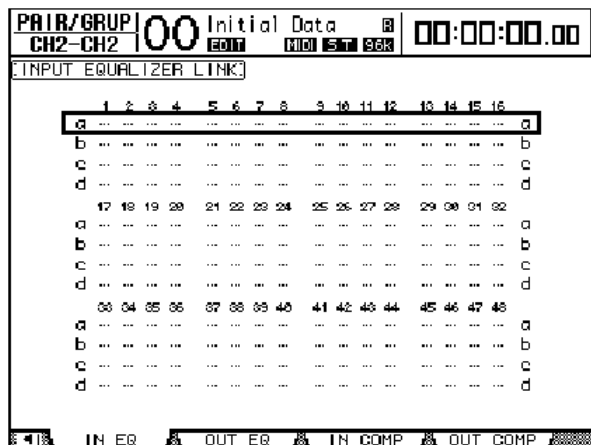 PAIR/GRUP 00 Initial Data R 00:00:00.00
CH2-CH2 EDIT MIDI ST 96K
[INPUT EQUALIZER LINK]
1 2 3 4 5 6 7 8 9 10 11 12 13 14 15 16
a a
b b
c c
d d
17 18 19 20 21 22 23 24 25 26 27 28 29 30 31 32
a a
b b
c c
d d
33 34 35 36 37 38 39 40 41 42 43 44 45 46 47 48
a a
b b
c c
d d
IN EQ OUT EQ IN COMP OUT COMP